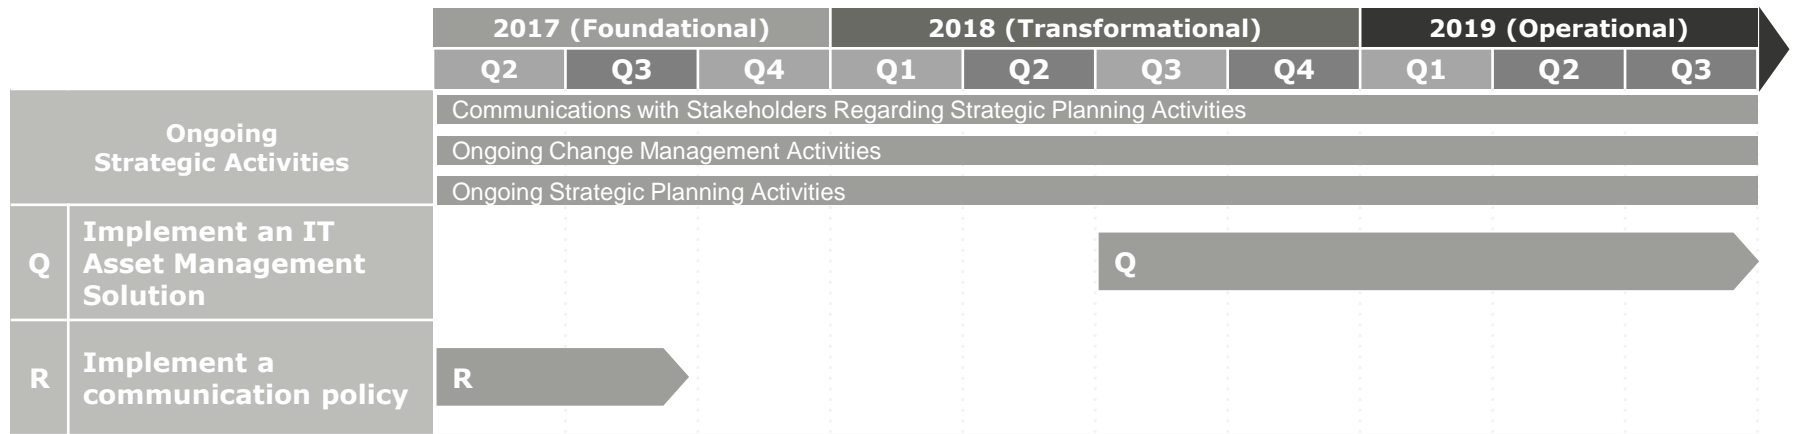 2017 (Foundational) 2018 (Transformational) 2019 (Operational)
Q2 Q3 Q4 Q1 Q2 Q3 Q4 Q1 Q2 Q3
Ongoing
Strategic Activities
Communications with Stakeholders Regarding Strategic Planning Activities
Ongoing Change Management Activities
Ongoing Strategic Planning Activities
Q
Implement an IT
Asset Management
Solution
Q
R
Implement a
communication policy
R